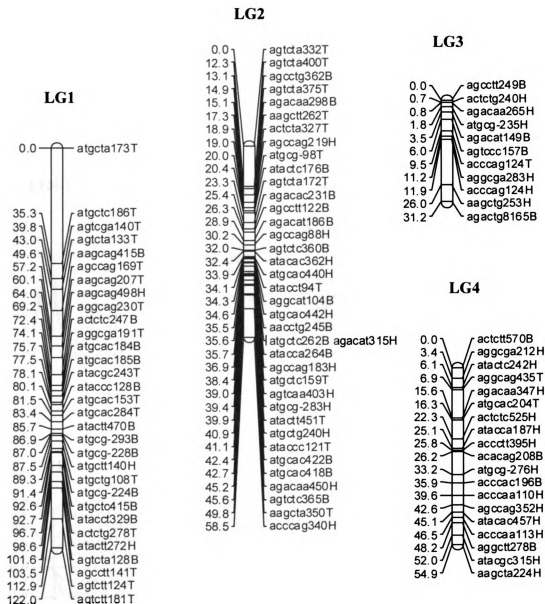 LG1
0.0 atgcta173T
35.3 atgctc186T
39.8 agtcga140T
43.0 agtcta133T
49.6 aagcag415B
57.2 agccag169T
60.1 aagcag207T
64.0 aagcag498H
69.2 aggcag230T
72.4 actctc247B
74.1 aggcga191T
75.7 atgcac184B
77.5 atgcac185B
78.1 atacgc243T
80.1 ataccc128B
81.5 atgcac153T
83.4 atgcac284T
85.7 atactt470B
86.9 atgcg-293B
87.0 atgcg-228B
87.5 atgctt140H
89.3 atgctg108T
91.4 atgcg-224B
92.6 atgctc415B
92.7 atacct329B
96.7 actctg278T
98.6 atactt272H
101.6 agtcta128B
103.5 agcctt141T
112.9 agtctt124T
122.0 agtctt181T
LG2
0.0 agtcta332T
12.3 agtcta400T
13.1 agcctg362B
14.9 agtcta375T
15.1 agacaa298B
17.3 aagctt262T
18.9 actcta327T
19.0 agccag219H
20.0 atgcg-98T
20.4 atactc176B
23.3 agtcta172T
25.4 agacac231B
26.3 agcctt122B
28.9 agacat186B
30.2 agccag88H
32.0 agtctc360B
32.4 atacac362H
33.9 atgcac440H
34.1 atacct94T
34.3 aggcat104B
34.6 atgcac442H
35.5 aacctg245B
35.6 atgctc262B agacat315H
35.7 atacca264B
36.9 agccag183H
38.4 atgctc159T
39.0 agtcaa403H
39.4 atgcg-283H
39.9 atactt451T
40.9 atgctg240H
41.1 ataccc121T
42.4 atgcac422B
42.7 atgcac418B
45.2 agacaa450H
45.6 agtctc365B
49.8 aagcta350T
58.5 acccag340H
LG3
0.0 agcctt249B
0.7 actctg240H
0.8 agacaa265H
1.8 atgcg-235H
3.5 agacat149B
6.0 agtccc157B
9.5 acccag124T
11.2 aggcga283H
11.9 acccag124H
26.0 aagctg253H
31.2 agactg8165B
LG4
0.0 actctt570B
3.4 aggcga212H
6.1 atactc242H
6.9 aggcag435T
15.6 agacaa347H
16.3 atgcac204T
22.3 actctc525H
25.1 atacca187H
25.8 accctt395H
26.2 acacag208B
33.2 atgcg-276H
35.9 acccac196B
39.6 acccaa110H
42.6 agccag352H
45.1 atacac457H
46.5 acccaa113H
48.2 aggctt278B
52.0 atacgc315H
54.9 aagcta224H